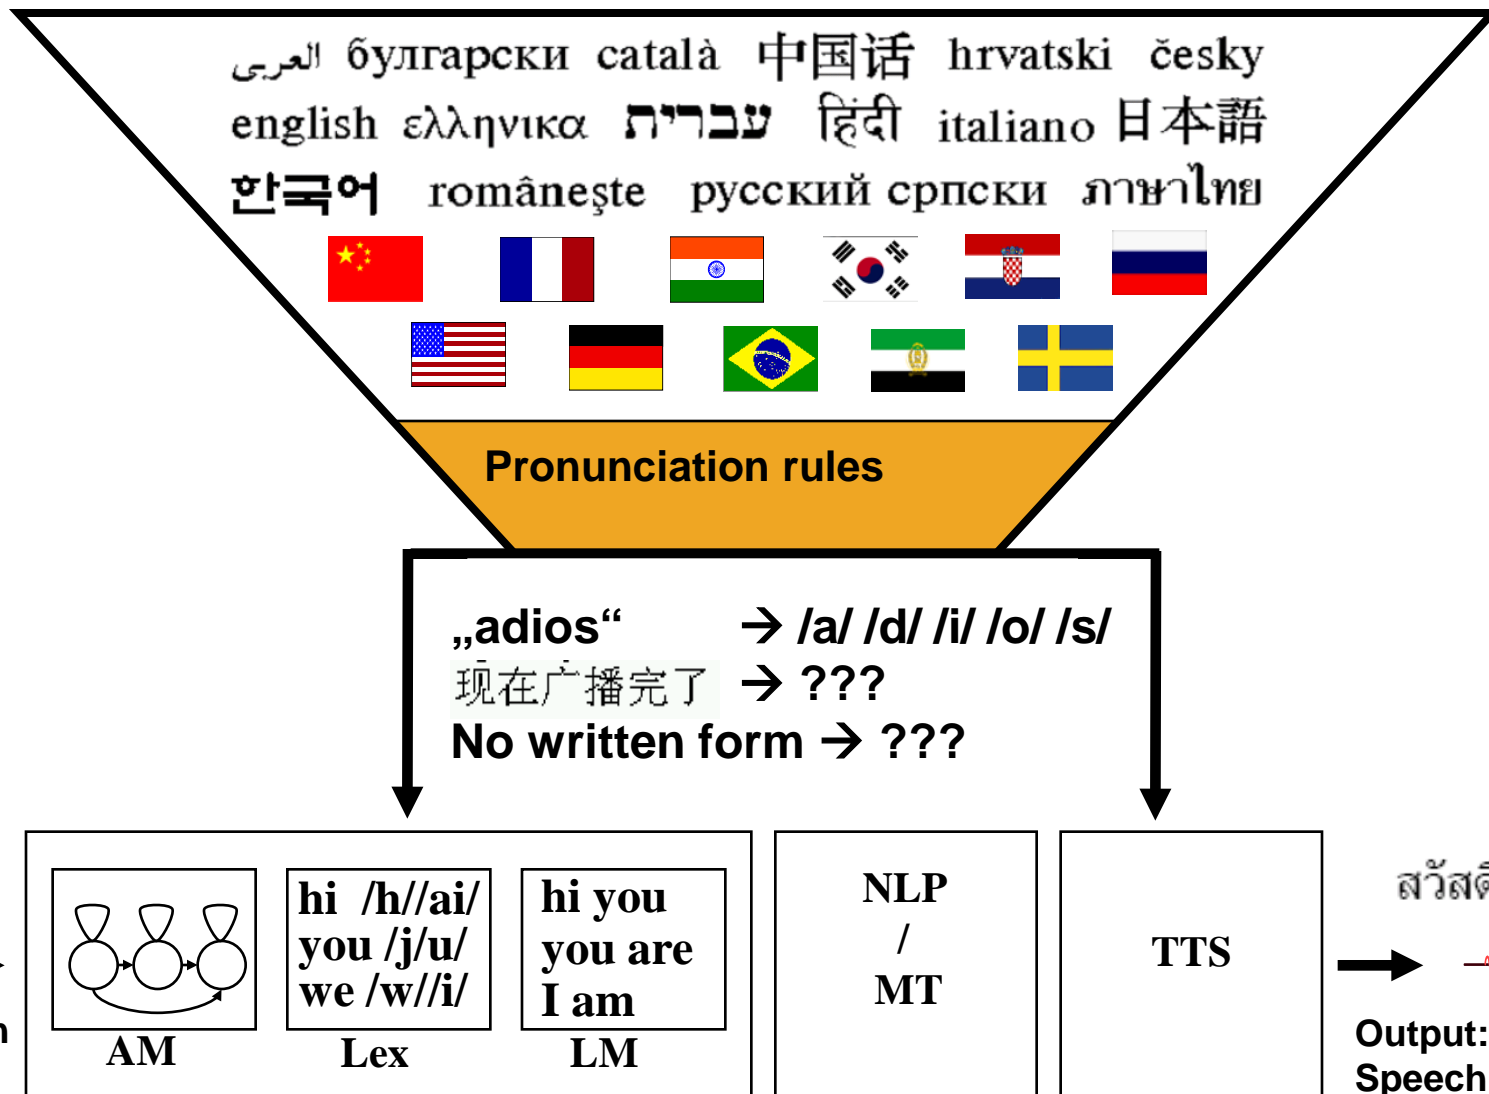 العربي български català 中国话 hrvatski česky
english ελληνικα עברית हिंदी italiano 日本語
한국어 româneşte русский српски ภาษาไทย
Pronunciation rules
„adios“ → /a/ /d/ /i/ /o/ /s/
现在广播完了 → ???
No written form → ???
hi /h//ai/
you /j/u/
we /w//i/
hi you
you are
I am
AM
Lex
LM
NLP
/
MT
TTS
Output:
Speech